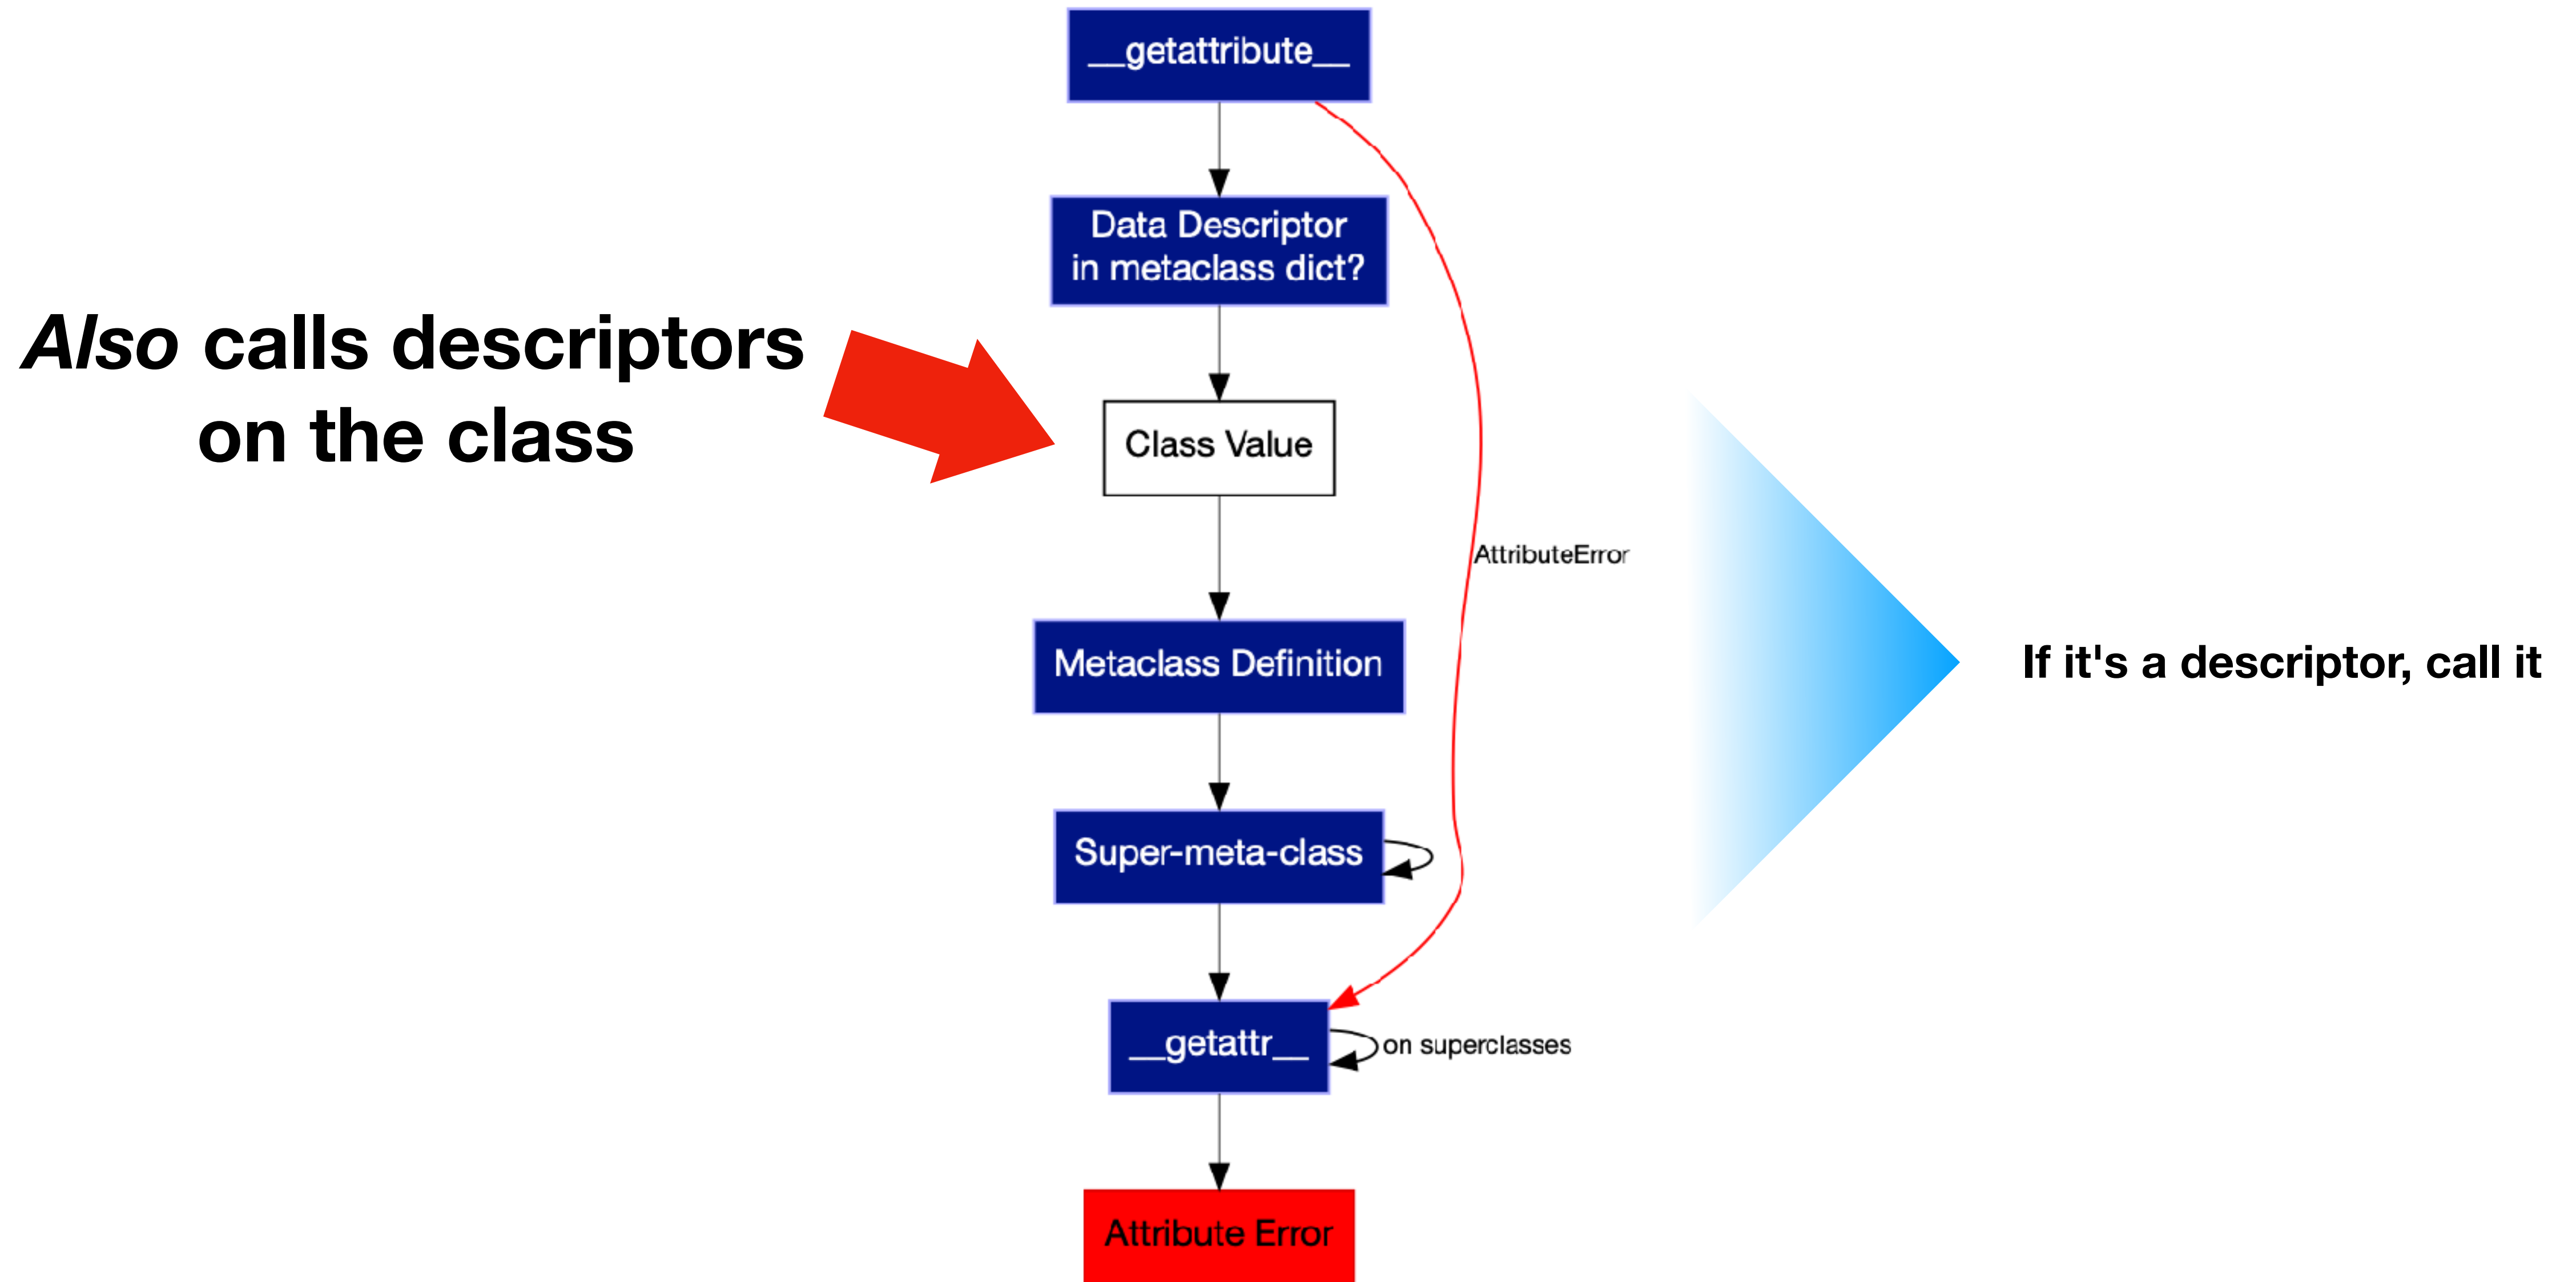 __getattribute__
Data Descriptor
in metaclass dict?
Also calls descriptors
on the class
Class Value
AttributeError
Metaclass Definition
If it's a descriptor, call it
Super-meta-class
__getattr__
on superclasses
Attribute Error